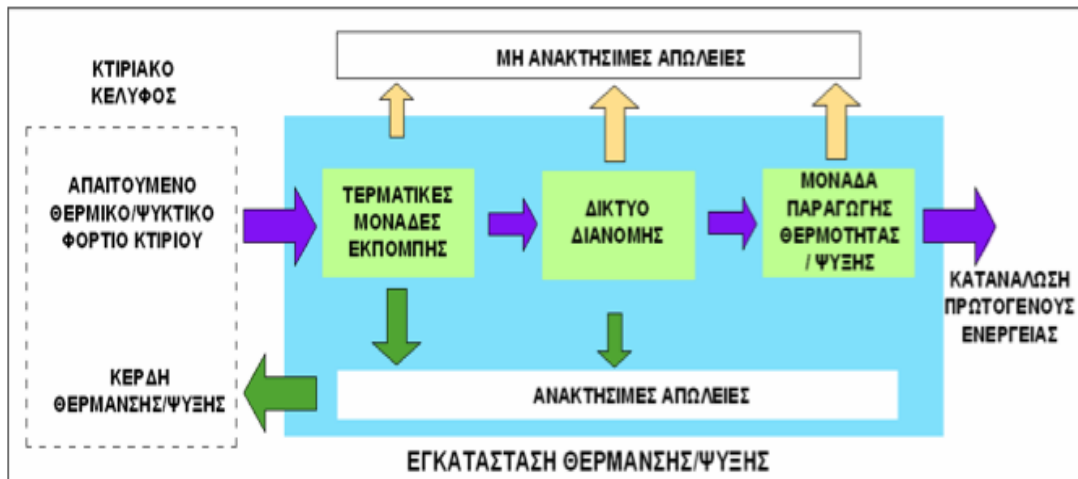 ΜΗ ΑΝΑΚΤΗΣΙΜΕΣ ΑΠΩΛΕΙΕΣ
ΚΤΙΡΙΑΚΟ
ΚΕΛΥΦΟΣ
ΑΠΑΙΤΟΥΜΕΝΟ
ΘΕΡΜΙΚΟ/ΨΥΚΤΙΚΟ
ΦΟΡΤΙΟ ΚΤΙΡΙΟΥ
ΤΕΡΜΑΤΙΚΕΣ
ΜΟΝΑΔΕΣ
ΕΚΠΟΜΠΗΣ
ΔΙΚΤΥΟ
ΔΙΑΝΟΜΗΣ
ΜΟΝΑΔΑ
ΠΑΡΑΓΩΓΗΣ
ΘΕΡΜΟΤΗΤΑΣ
/ ΨΥΞΗΣ
ΚΑΤΑΝΑΛΩΣΗ
ΠΡΩΤΟΓΕΝΟΥΣ
ΕΝΕΡΓΕΙΑΣ
ΚΕΡΔΗ
ΘΕΡΜΑΝΣΗΣ/ΨΥΞΗΣ
ΑΝΑΚΤΗΣΙΜΕΣ ΑΠΩΛΕΙΕΣ
ΕΓΚΑΤΑΣΤΑΣΗ ΘΕΡΜΑΝΣΗΣ/ΨΥΞΗΣ